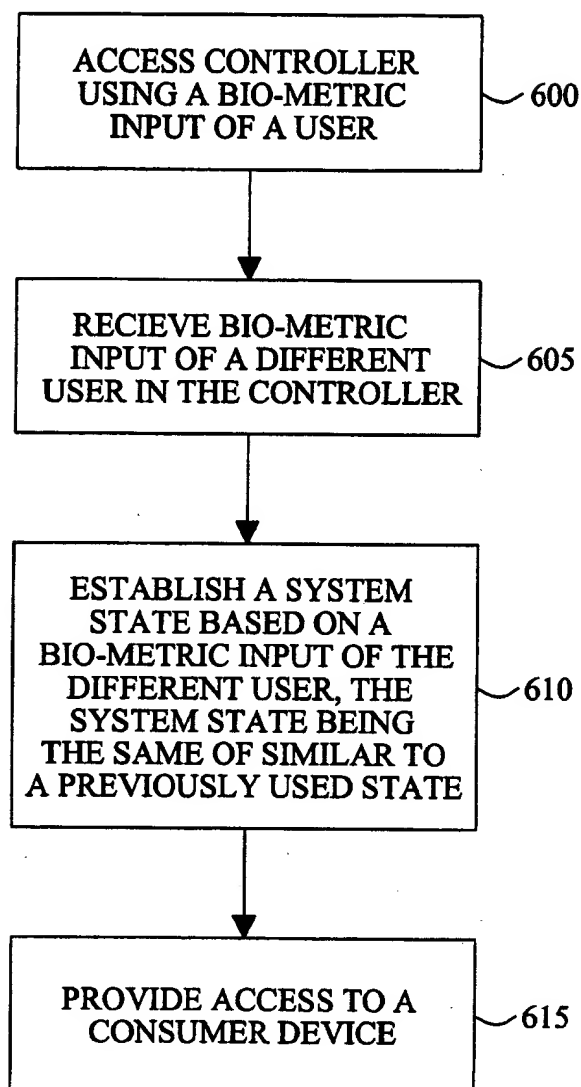 ACCESS CONTROLLER
USING A BIO-METRIC
INPUT OF A USER
600
RECIEVE BIO-METRIC
INPUT OF A DIFFERENT
USER IN THE CONTROLLER
605
ESTABLISH A SYSTEM
STATE BASED ON A
BIO-METRIC INPUT OF THE
DIFFERENT USER, THE
SYSTEM STATE BEING
THE SAME OF SIMILAR TO
A PREVIOUSLY USED STATE
610
PROVIDE ACCESS TO A
CONSUMER DEVICE
615